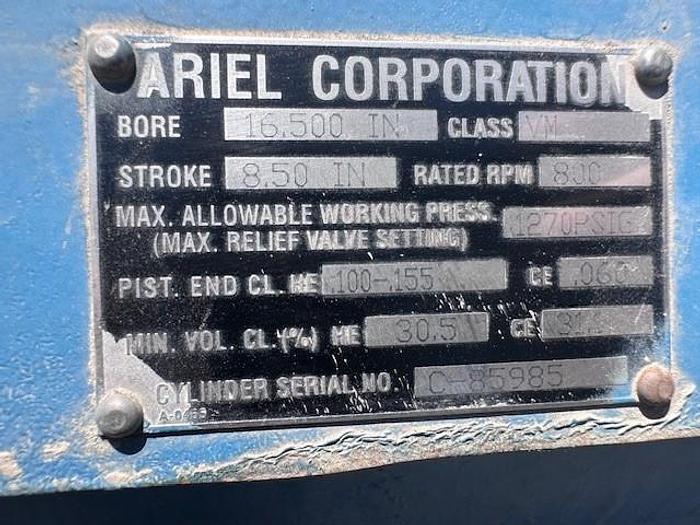 ARIEL CORPORATION
BORE 16.500 IN CLASS VM
STROKE 8.50 IN RATED RPM 800
MAX. ALLOWABLE WORKING PRESS. 1270PSIG
(MAX. RELIEF VALVE SETTING)
PIST. END CL. HE .100-.155 CE .060
MIN. VOL. CL. (%) HE 30.5 CE
CYLINDER SERIAL NO. C-85985